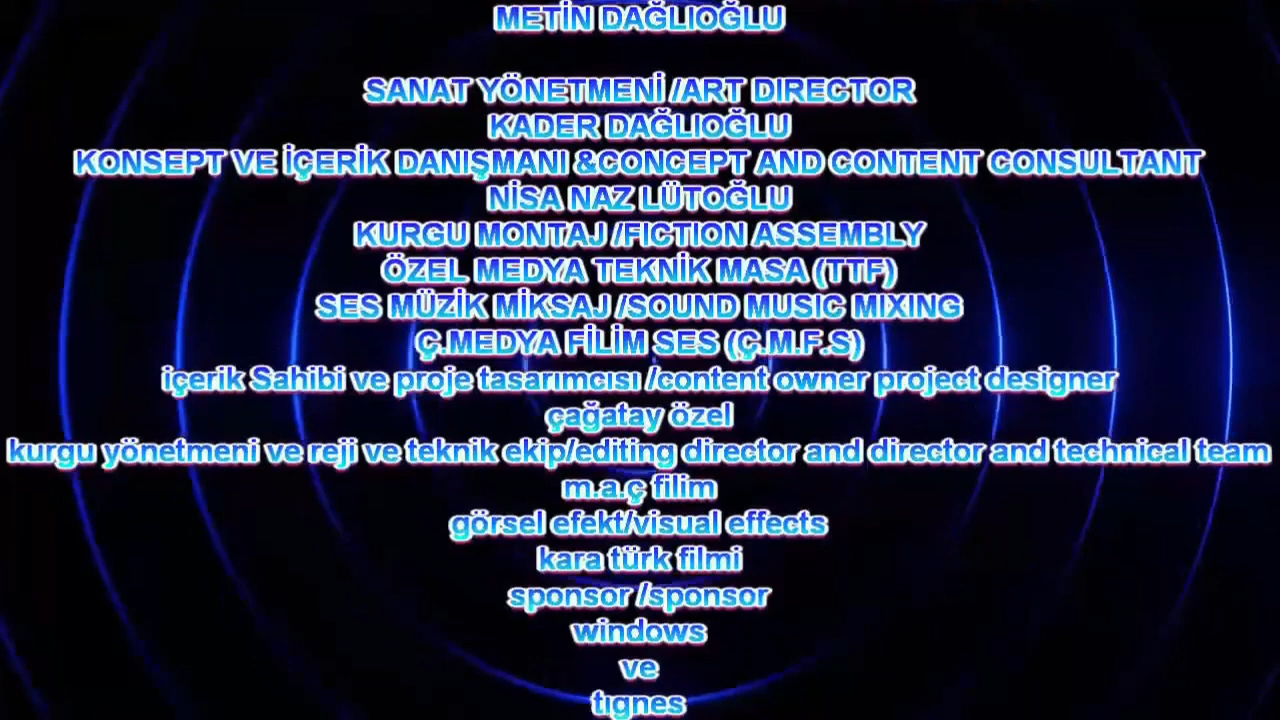 METİN DAĞLIOĞLU
SANAT YÖNETMENİ /ART DIRECTOR
KADER DAĞLIOĞLU
KONSEPT VE İÇERİK DANIŞMANI &CONCEPT AND CONTENT CONSULTANT
NİSA NAZ LÜTOĞLU
KURGU MONTAJ /FICTION ASSEMBLY
ÖZEL MEDYA TEKNİK MASA (TTF)
SES MÜZİK MİKSAJ /SOUND MUSIC MIXING
Ç.MEDYA FİLİM SES (Ç.M.F.S)
içerik Sahibi ve proje tasarımcısı /content owner project designer
çağatay özel
kurgu yönetmeni ve reji ve teknik ekip/editing director and director and technical team
m.a.ç filim
görsel efekt/visual effects
kara türk filmi
sponsor /sponsor
windows
ve
tıgnes